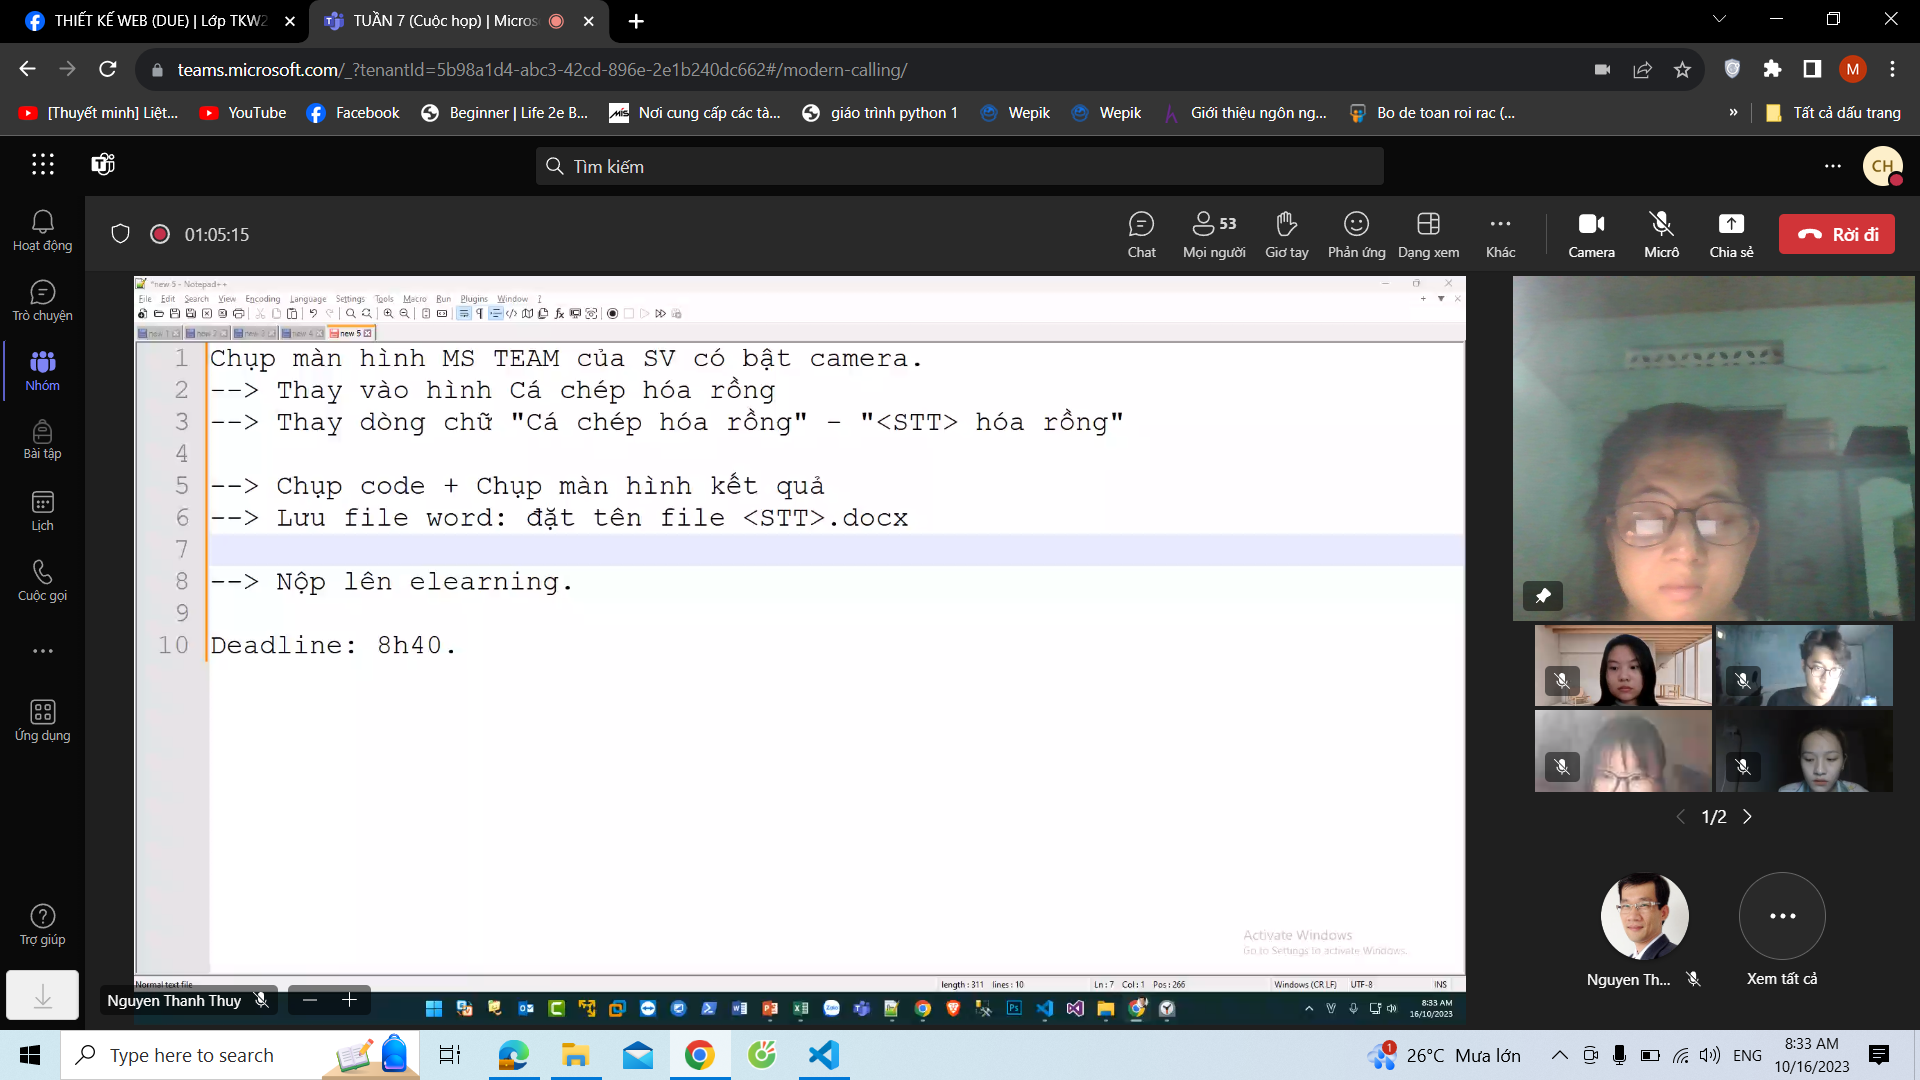 THIẾT KẾ WEB (DUE) | Lớp TKW2
TUẦN 7 (Cuộc họp) | Micros
teams.microsoft.com/_?tenantId=5b98a1d4-abc3-42cd-896e-2e1b240dc662#/modern-calling/
M
[Thuyết minh] Liệt...
YouTube
Facebook
Beginner | Life 2e B...
MIS
Nơi cung cấp các tà...
giáo trình python 1
Wepik
Wepik
Giới thiệu ngôn ng...
Bo de toan roi rac (...
»
Tất cả dấu trang
Tìm kiếm
CH
01:05:15
Chat
53
Mọi người
Giơ tay
Phản ứng
Dạng xem
Khác
Camera
Micrô
Chia sẻ
Rời đi
Hoạt động
Trò chuyện
Nhóm
Bài tập
Lịch
Cuộc gọi
Ứng dụng
Trợ giúp
*new 5 - Notepad++
File Edit Search View Encoding Language Settings Tools Macro Run Plugins Window ?
new 1 new 2 new 3 new 4 new 5
1 Chụp màn hình MS TEAM của SV có bật camera.
2 --> Thay vào hình Cá chép hóa rồng
3 --> Thay dòng chữ "Cá chép hóa rồng" - "<STT> hóa rồng"
4
5 --> Chụp code + Chụp màn hình kết quả
6 --> Lưu file word: đặt tên file <STT>.docx
7
8 --> Nộp lên elearning.
9
10 Deadline: 8h40.
Activate Windows
Go to Settings to activate Windows.
Normal text file
length : 311 lines : 10
Ln : 7 Col : 1 Pos : 266
Windows (CR LF)
UTF-8
INS
Nguyen Thanh Thuy
8:33 AM
16/10/2023
1/2
Nguyen Th...
Xem tất cả
Type here to search
1
26°C Mưa lớn
ENG
8:33 AM
10/16/2023